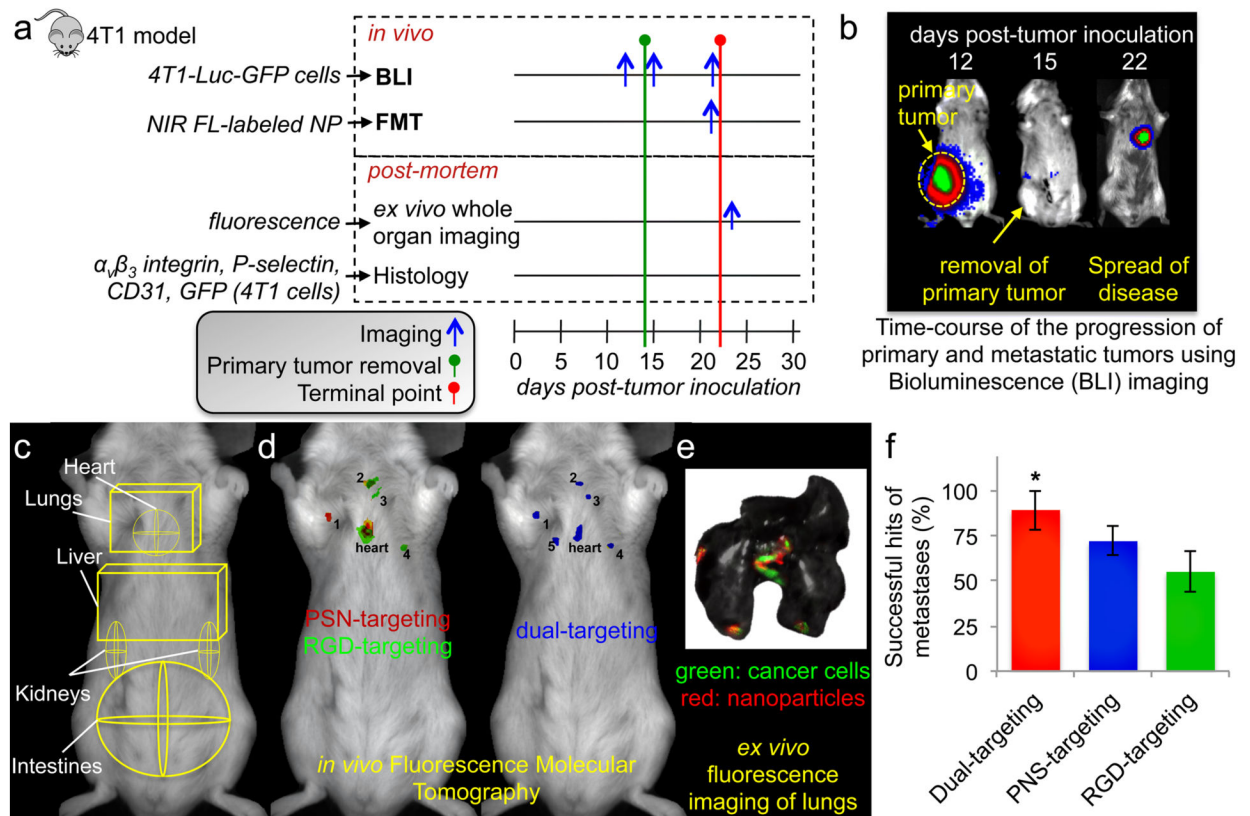 a
4T1 model
in vivo
4T1-Luc-GFP cells
BLI
NIR FL-labeled NP
FMT
post-mortem
fluorescence
ex vivo whole
organ imaging
αvβ3 integrin, P-selectin,
CD31, GFP (4T1 cells)
Histology
Imaging
Primary tumor removal
Terminal point
0 5 10 15 20 25 30
days post-tumor inoculation
b
days post-tumor inoculation
12 15 22
primary
tumor
removal of
primary tumor
Spread of
disease
Time-course of the progression of
primary and metastatic tumors using
Bioluminescence (BLI) imaging
c
Heart
Lungs
Liver
Kidneys
Intestines
d
2
3
1
heart
4
PSN-targeting
RGD-targeting
2
3
1
5
heart
4
dual-targeting
in vivo Fluorescence Molecular
Tomography
e
green: cancer cells
red: nanoparticles
ex vivo
fluorescence
imaging of lungs
f
Successful hits of
metastases (%)
100
75
50
25
0
*
Dual-targeting
PNS-targeting
RGD-targeting